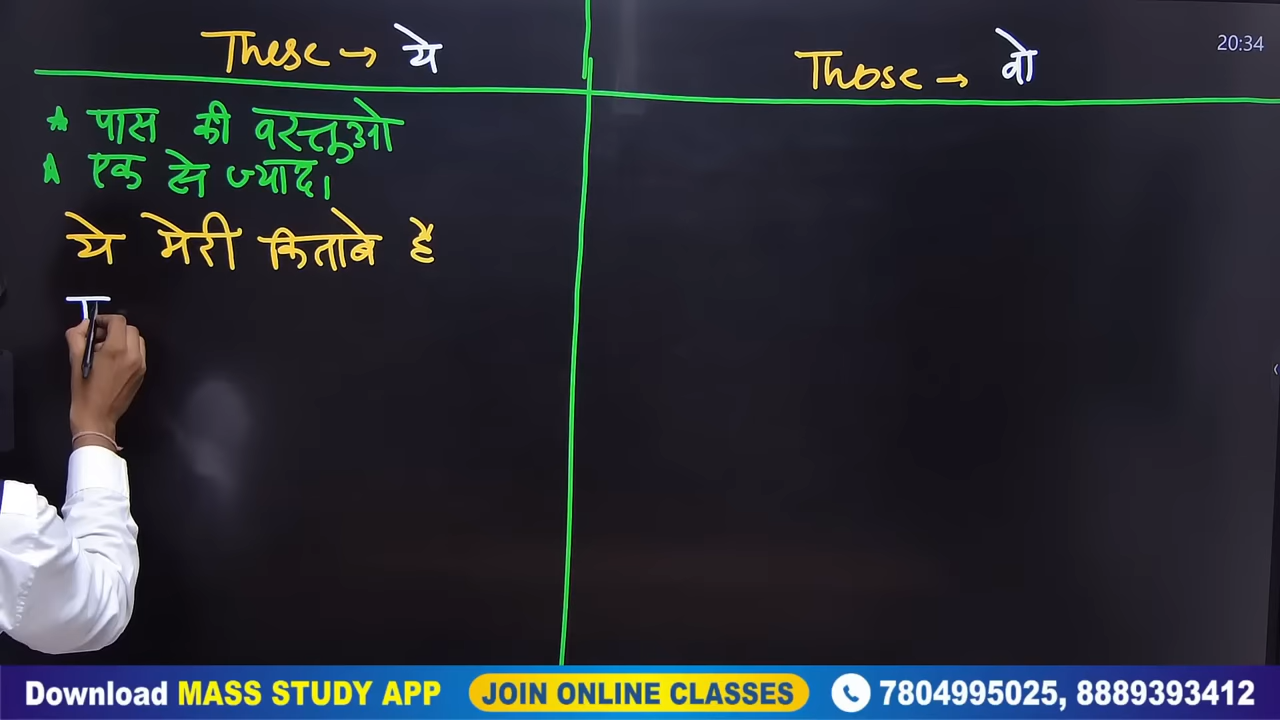 These → ये
Those → वो
20:34
☆ पास की वस्तुओ
☆ एक से ज्यादा
ये मेरी किताबे है
T
Download MASS STUDY APP JOIN ONLINE CLASSES 7804995025, 8889393412